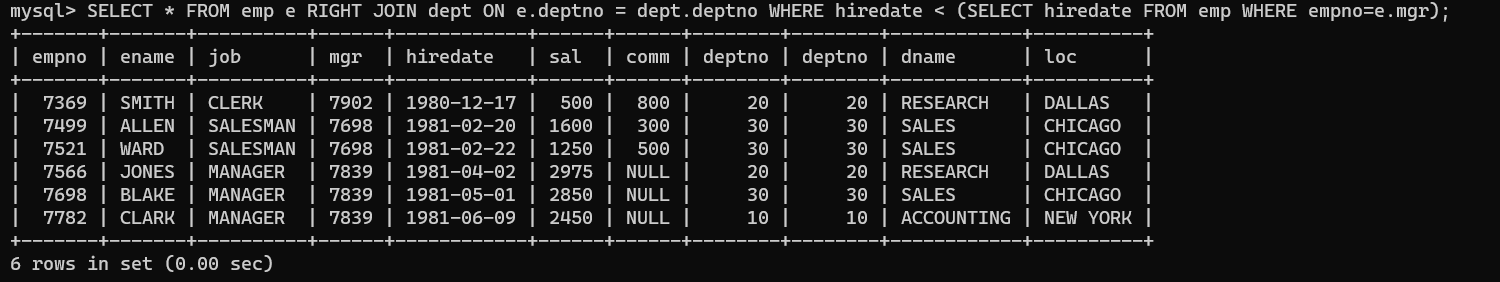 mysql> SELECT * FROM emp e RIGHT JOIN dept ON e.deptno = dept.deptno WHERE hiredate < (SELECT hiredate FROM emp WHERE empno=e.mgr);
+-------+-------+----------+------+------------+------+------+--------+--------+------------+----------+
| empno | ename | job      | mgr  | hiredate   | sal  | comm | deptno | deptno | dname      | loc      |
+-------+-------+----------+------+------------+------+------+--------+--------+------------+----------+
|  7369 | SMITH | CLERK    | 7902 | 1980-12-17 |  500 |  800 |     20 |     20 | RESEARCH   | DALLAS   |
|  7499 | ALLEN | SALESMAN | 7698 | 1981-02-20 | 1600 |  300 |     30 |     30 | SALES      | CHICAGO  |
|  7521 | WARD  | SALESMAN | 7698 | 1981-02-22 | 1250 |  500 |     30 |     30 | SALES      | CHICAGO  |
|  7566 | JONES | MANAGER  | 7839 | 1981-04-02 | 2975 | NULL |     20 |     20 | RESEARCH   | DALLAS   |
|  7698 | BLAKE | MANAGER  | 7839 | 1981-05-01 | 2850 | NULL |     30 |     30 | SALES      | CHICAGO  |
|  7782 | CLARK | MANAGER  | 7839 | 1981-06-09 | 2450 | NULL |     10 |     10 | ACCOUNTING | NEW YORK |
+-------+-------+----------+------+------------+------+------+--------+--------+------------+----------+
6 rows in set (0.00 sec)